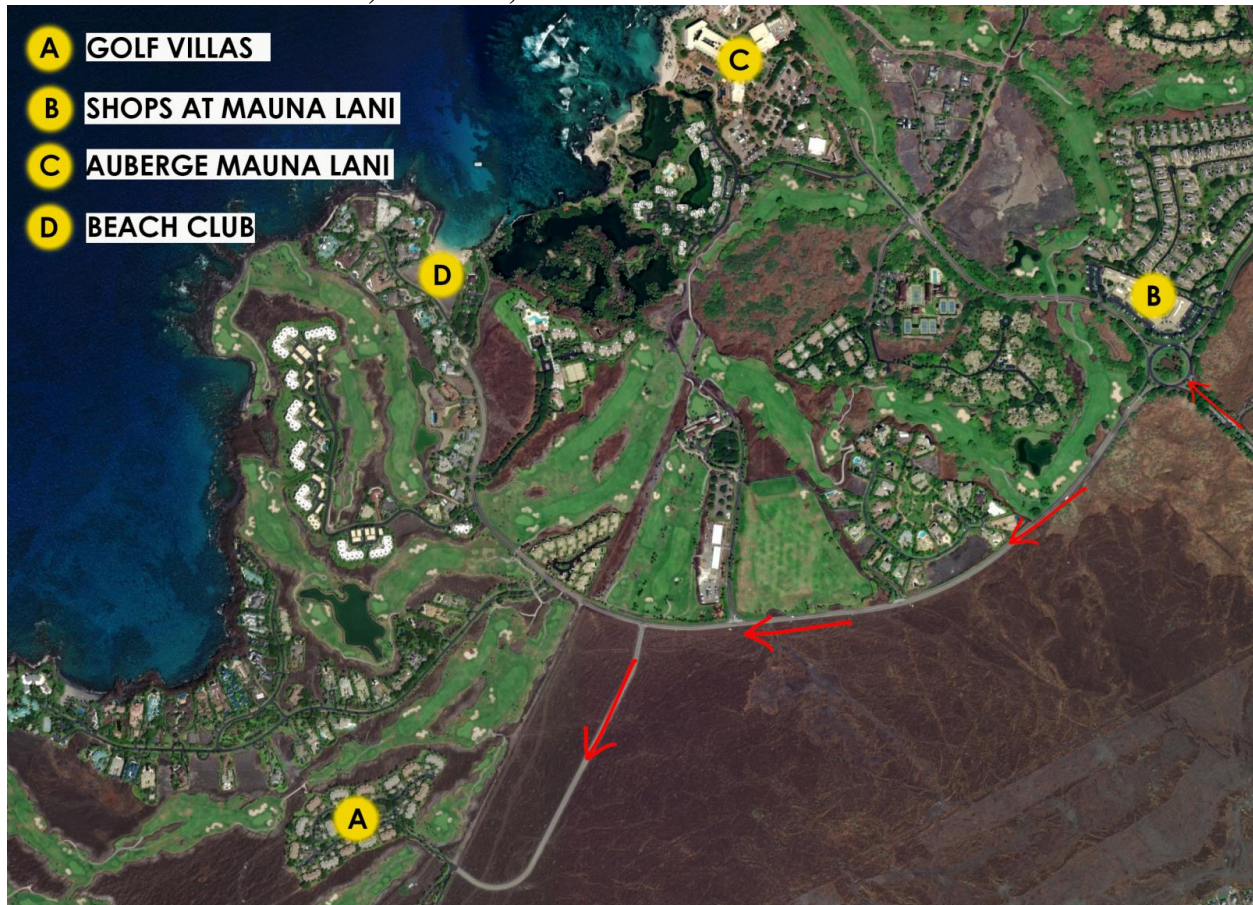 A GOLF VILLAS
B SHOPS AT MAUNA LANI
C AUBERGE MAUNA LANI
D BEACH CLUB
C
D
B
A